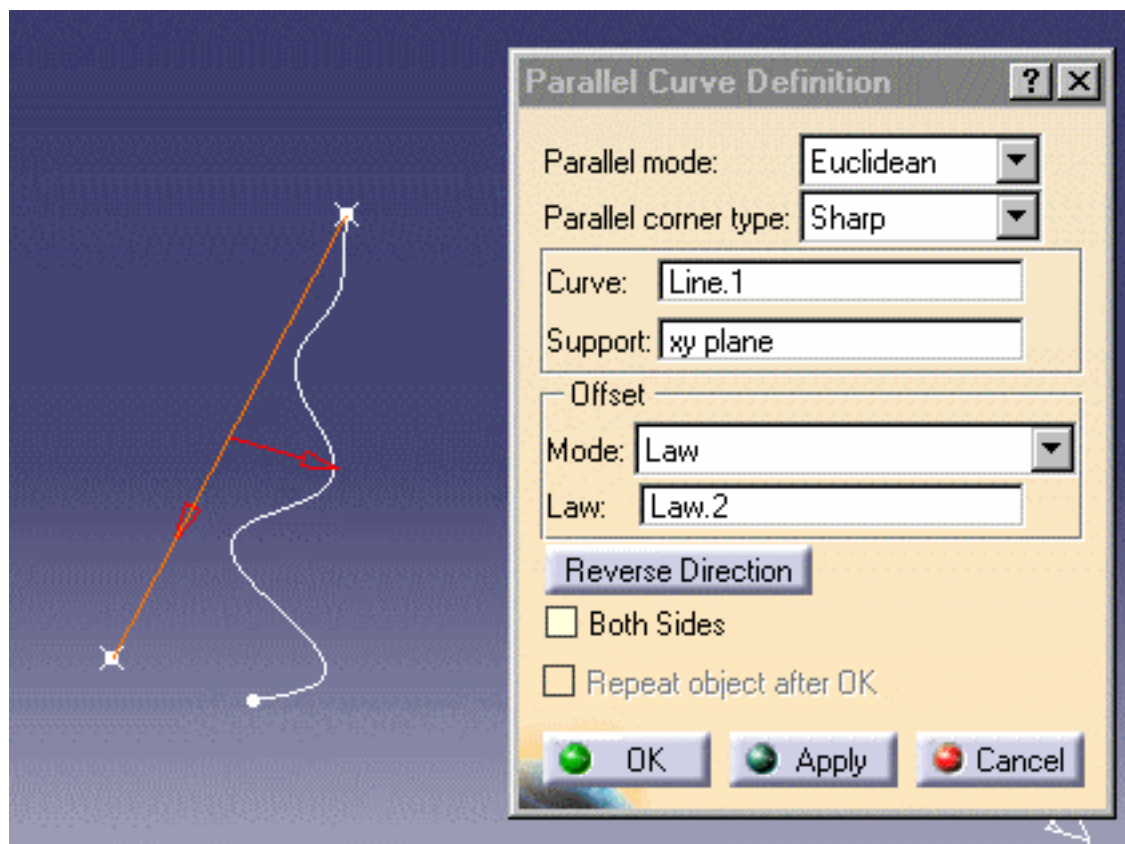 Parallel Curve Definition ? X
Parallel mode: Euclidean
Parallel corner type: Sharp
Curve: Line.1
Support: xy plane
Offset
Mode: Law
Law: Law.2
Reverse Direction
Both Sides
Repeat object after OK
OK Apply Cancel